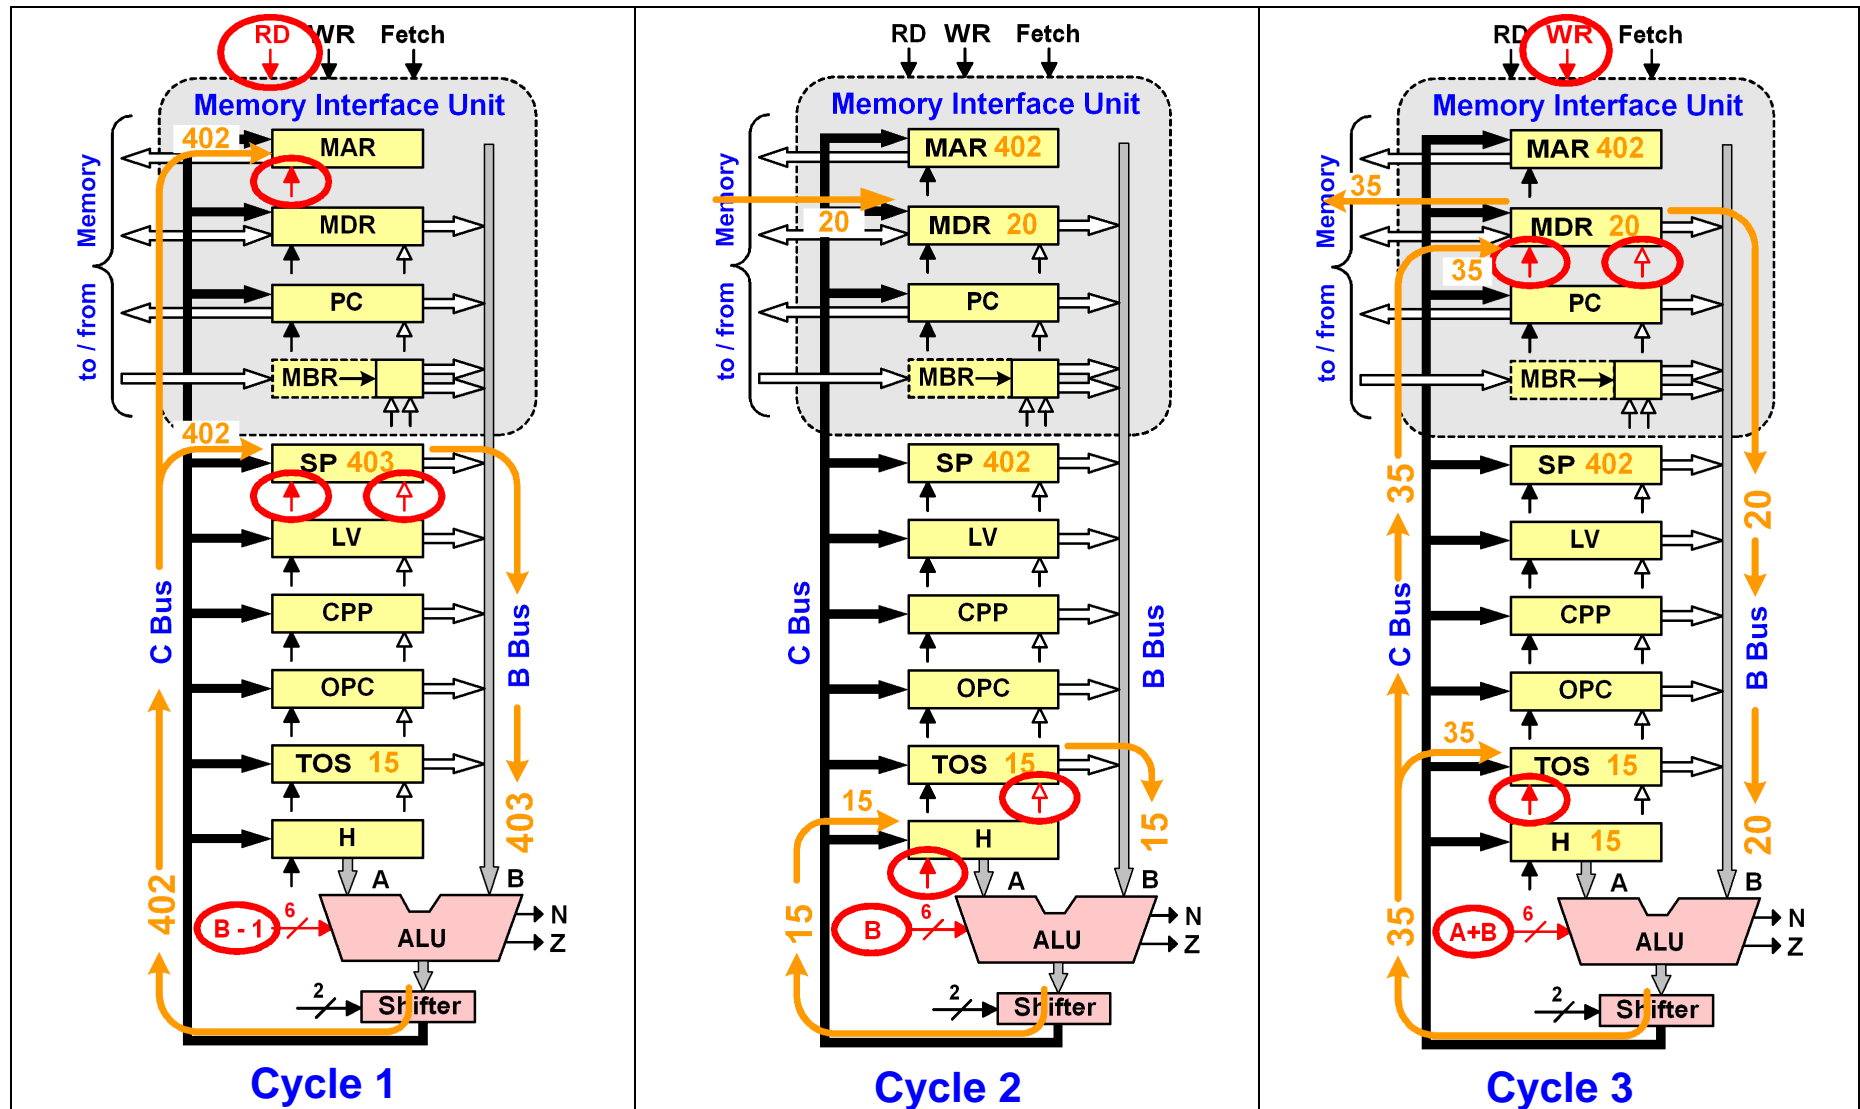 RD WR Fetch
Memory Interface Unit
402
MAR
MDR
PC
MBR
to / from Memory
402
SP 403
LV
CPP
OPC
TOS 15
H
C Bus
B Bus
403
402
A
B
B - 1
6
ALU
N
Z
2
Shifter
Cycle 1
RD WR Fetch
Memory Interface Unit
MAR 402
20
MDR 20
PC
MBR
to / from Memory
SP 402
LV
CPP
OPC
TOS 15
15
H
C Bus
B Bus
15
15
A
B
B
6
ALU
N
Z
2
Shifter
Cycle 2
RD WR Fetch
Memory Interface Unit
MAR 402
35
MDR 20
35
PC
MBR
to / from Memory
SP 402
LV
CPP
OPC
35
TOS 15
H 15
35
C Bus
35
20
B Bus
20
A
B
A+B
6
ALU
N
Z
2
Shifter
Cycle 3